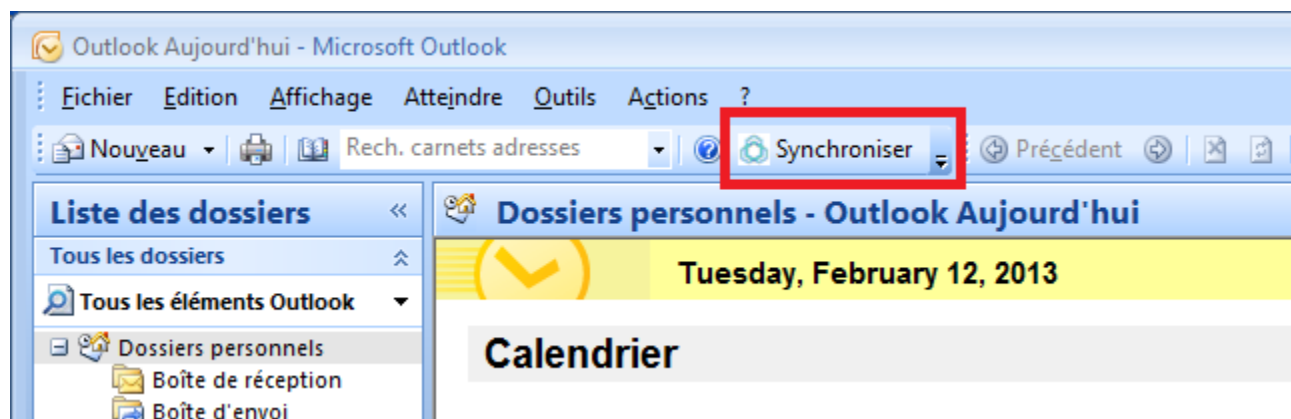 Outlook Aujourd'hui - Microsoft Outlook
Fichier Edition Affichage Atteindre Outils Actions ?
Nouveau Rech. carnets adresses Synchroniser Précédent
Liste des dossiers « Dossiers personnels - Outlook Aujourd'hui
Tous les dossiers
Tuesday, February 12, 2013
Tous les éléments Outlook
Dossiers personnels
Calendrier
Boîte de réception
Boîte d'envoi